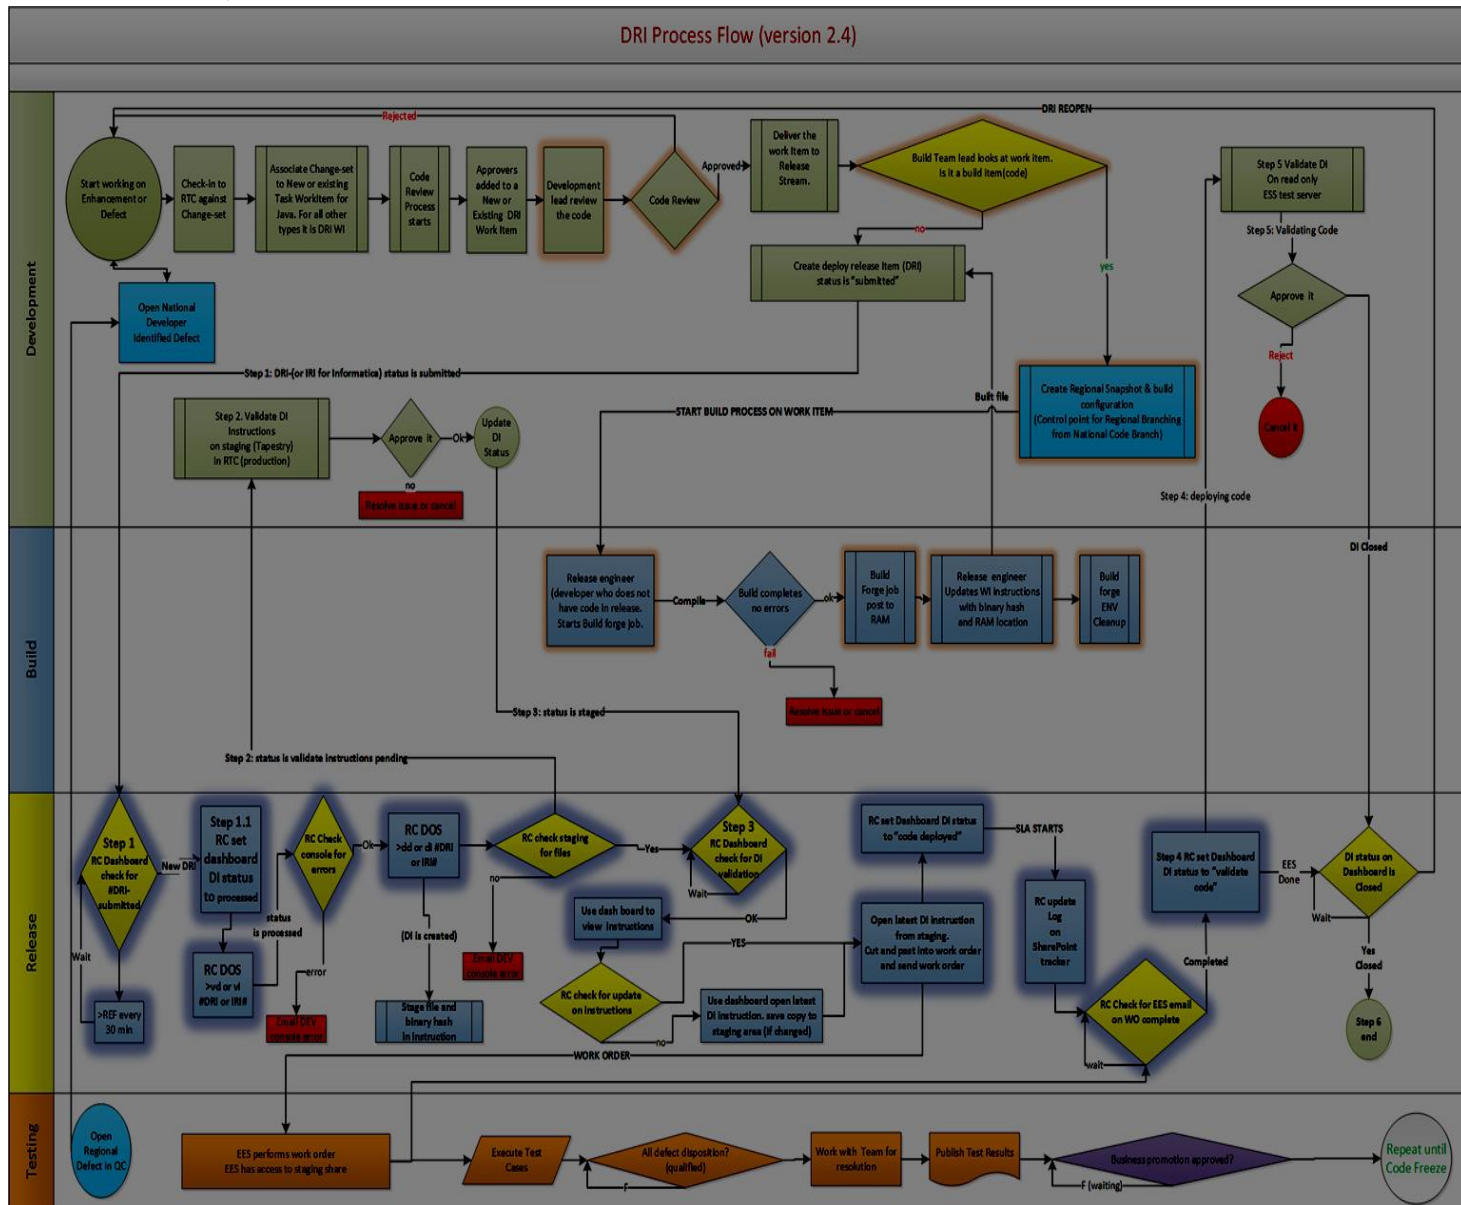 DRI Process Flow (version 2.4)
Development
DRI REOPEN
Rejected
Start working on
Enhancement or
Defect
Check-in to
RTC against
Change-set
Associate Change-set
to New or existing
Task WorkItem for
Java. For all other
types it is DRI WI
Code
Review
Process
starts
Approvers
added to a
New or
Existing DRI
Work Item
Development
lead review
the code
Code Review
Approved
Deliver the
work Item to
Release
Stream.
Build Team lead looks at work item.
Is it a build item(code)
no
yes
Step 5 Validate DI
On read only
ESS test server
Step 5: Validating Code
Approve it
Reject
Cancel it
Create deploy release Item (DRI)
status is "submitted"
Open National
Developer
Identified Defect
Step 1: DRI-(or IRI for Informatica) status is submitted
Built file
Create Regional Snapshot & build
configuration
(Control point for Regional Branching
from National Code Branch)
START BUILD PROCESS ON WORK ITEM
Step 2. Validate DI
Instructions
on staging (Tapestry)
in RTC (production)
Approve it
Ok
Update
DI
Status
no
Resolve issue or cancel
Step 4: deploying code
DI Closed
Build
Release engineer
(developer who does not
have code in release.
Starts Build forge job.
Compile
Build completes
no errors
ok
Build
Forge job
post to
RAM
Release engineer
Updates WI instructions
with binary hash
and RAM location
Build
forge
ENV
Cleanup
fail
Resolve issue or cancel
Step 3: status is staged
Step 2: status is validate instructions pending
Release
Step 1
RC Dashboard
check for
#DRI-
submitted
New DRI
Wait
>REF every
30 min
Step 1.1
RC set
dashboard
DI status
to processed
RC DOS
>vd or vi
#DRI or IRI#
status
is processed
RC Check
console for
errors
Ok
error
Email DEV
console error
RC DOS
>dd or di #DRI
or IRI#
(DI is created)
Stage file and
binary hash
in instruction
RC check staging
for files
no
Email DEV
console error
Yes
Step 3
RC Dashboard
check for DI
validation
Wait
OK
Use dash board to
view Instructions
RC check for update
on instructions
YES
no
Use dashboard open latest
DI instruction. save copy to
staging area (if changed)
RC set Dashboard DI status
to "code deployed"
Open latest DI instruction
from staging.
Cut and past into work order
and send work order
WORK ORDER
SLA STARTS
RC update
Log
on
SharePoint
tracker
RC Check for EES email
on WO complete
wait
Completed
Step 4 RC set Dashboard
DI status to "validate
code"
EES
Done
DI status on
Dashboard is
Closed
Wait
Yes
Closed
Step 6
end
Testing
Open
Regional
Defect in QC
EES performs work order
EES has access to staging share
Execute Test
Cases
All defect disposition?
(qualified)
F
Work with Team for
resolution
Publish Test Results
Business promotion approved?
F (waiting)
Repeat until
Code Freeze